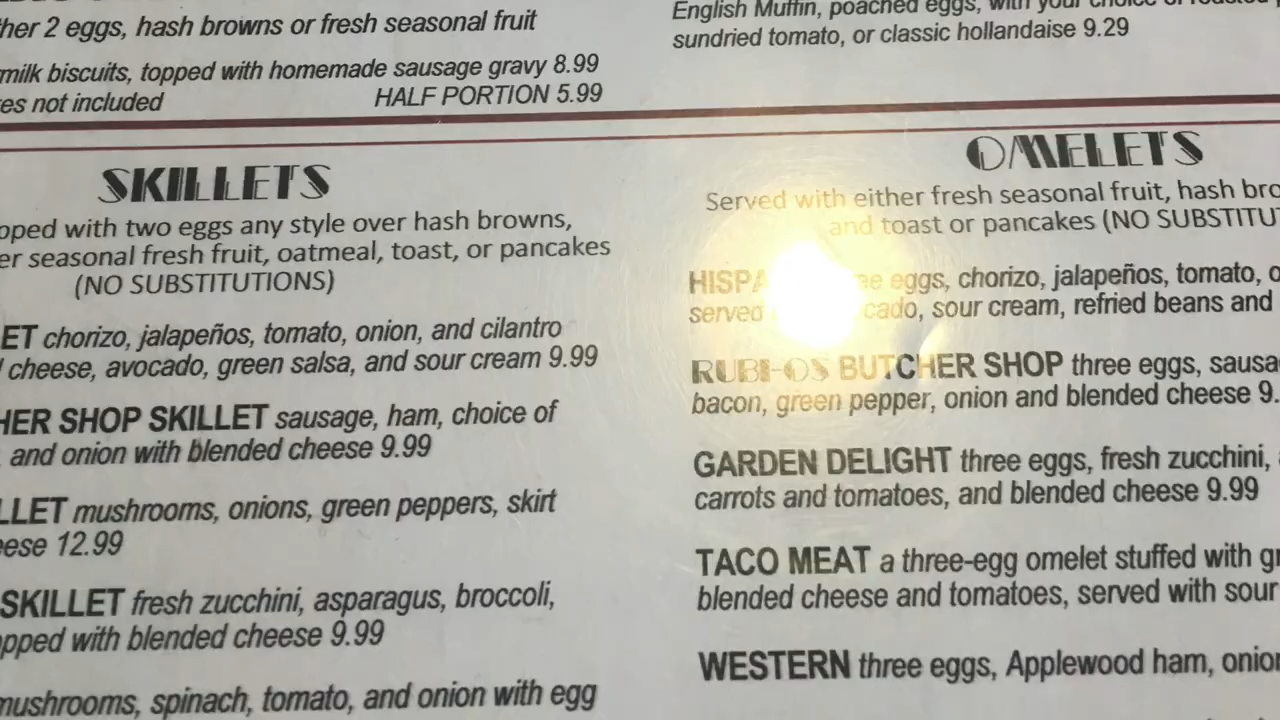 her 2 eggs, hash browns or fresh seasonal fruit
milk biscuits, topped with homemade sausage gravy 8.99
es not included HALF PORTION 5.99
English Muffin, poached eggs, with your choice of roasted
sundried tomato, or classic hollandaise 9.29
SKILLETS
pped with two eggs any style over hash browns,
er seasonal fresh fruit, oatmeal, toast, or pancakes
(NO SUBSTITUTIONS)
ET chorizo, jalapeños, tomato, onion, and cilantro
cheese, avocado, green salsa, and sour cream 9.99
HER SHOP SKILLET sausage, ham, choice of
, and onion with blended cheese 9.99
LLET mushrooms, onions, green peppers, skirt
eese 12.99
SKILLET fresh zucchini, asparagus, broccoli,
pped with blended cheese 9.99
mushrooms, spinach, tomato, and onion with egg
OMELETS
Served with either fresh seasonal fruit, hash bro
and toast or pancakes (NO SUBSTITUT
HISPA ee eggs, chorizo, jalapeños, tomato, o
served cado, sour cream, refried beans and
RUBI-OS BUTCHER SHOP three eggs, sausa
bacon, green pepper, onion and blended cheese 9.
GARDEN DELIGHT three eggs, fresh zucchini,
carrots and tomatoes, and blended cheese 9.99
TACO MEAT a three-egg omelet stuffed with gr
blended cheese and tomatoes, served with sour
WESTERN three eggs, Applewood ham, onion